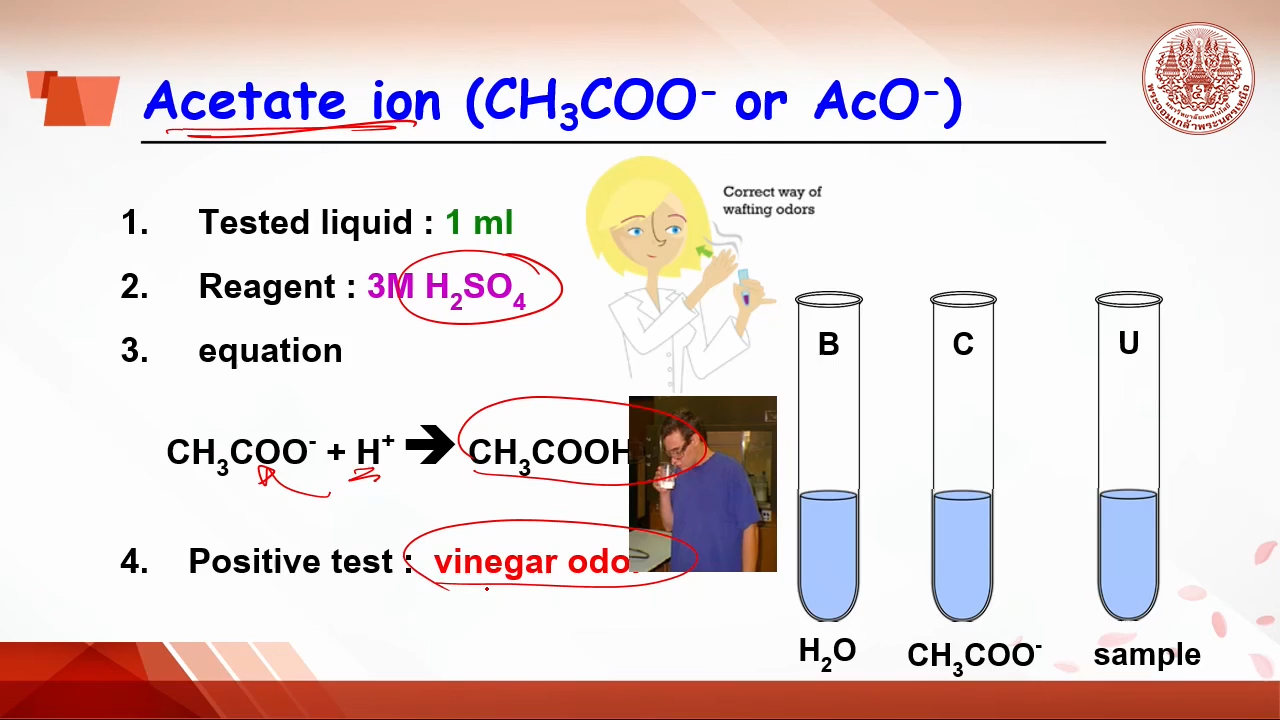 Acetate ion (CH₃COO⁻ or AcO⁻)
1. Tested liquid : 1 ml
2. Reagent : 3M H₂SO₄
3. equation
CH₃COO⁻ + H⁺ 🡺 CH₃COOH
4. Positive test : vinegar odor
Correct way of
wafting odors
B C U
H₂O CH₃COO⁻ sample